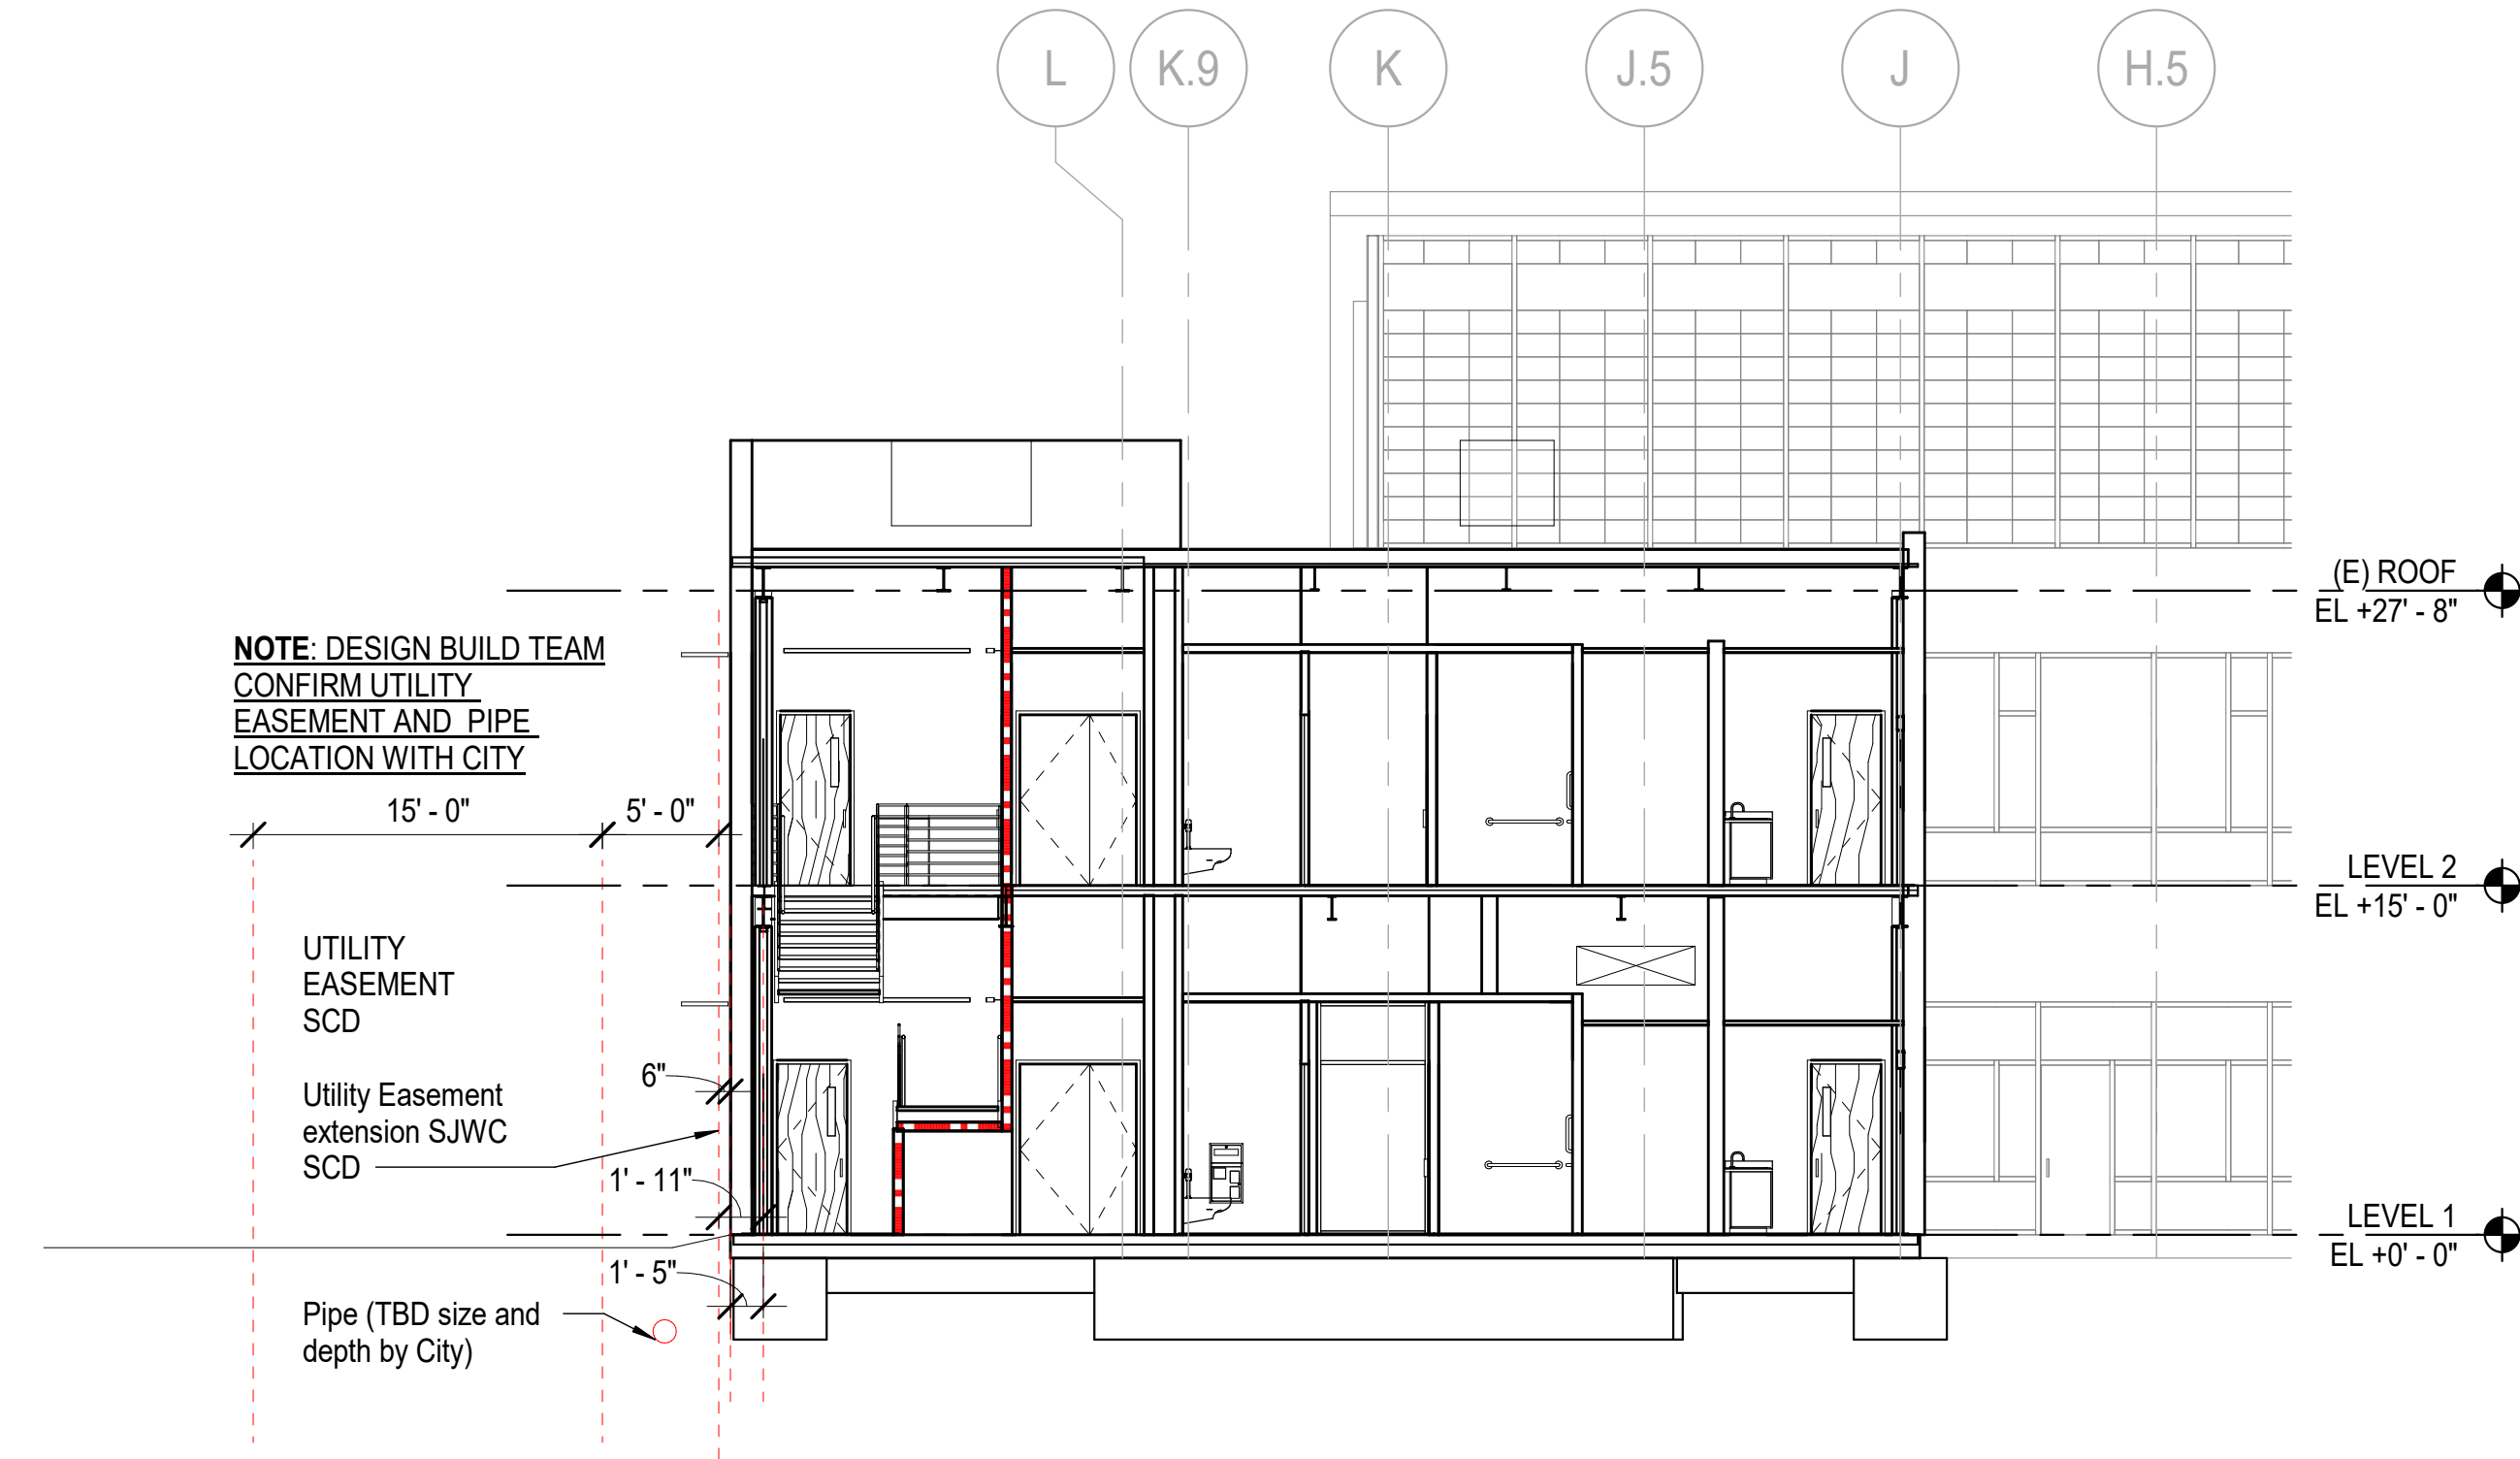 L
K.9
K
J.5
J
H.5
(E) ROOF
EL +27' - 8"
NOTE: DESIGN BUILD TEAM
CONFIRM UTILITY
EASEMENT AND PIPE
LOCATION WITH CITY
15' - 0"
5' - 0"
LEVEL 2
EL +15' - 0"
UTILITY
EASEMENT
SCD
6"
Utility Easement
extension SJWC
SCD
1' - 11"
LEVEL 1
EL +0' - 0"
1' - 5"
Pipe (TBD size and
depth by City)